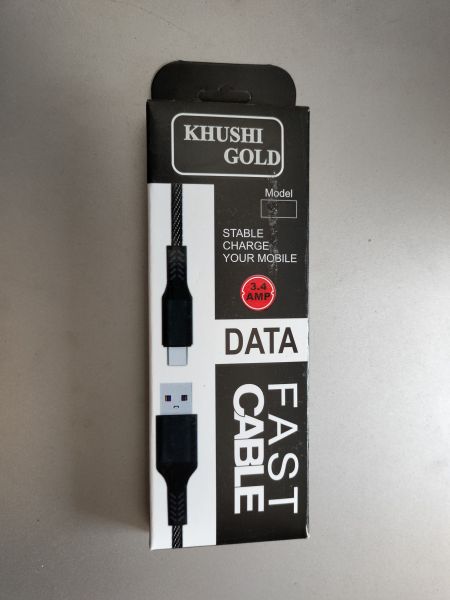 KHUSHI
GOLD
Model
STABLE
CHARGE
YOUR MOBILE
3.4
AMP
DATA
FAST
CABLE